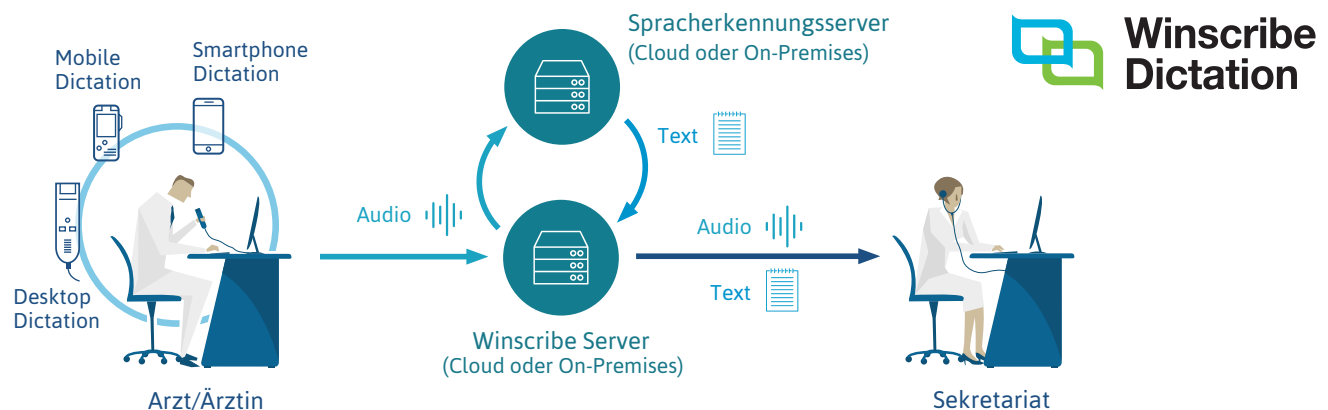 Mobile
Dictation
Smartphone
Dictation
Desktop
Dictation
Arzt/Ärztin
Audio
Spracherkennungsserver
(Cloud oder On-Premises)
Text
Winscribe Server
(Cloud oder On-Premises)
Audio
Text
Sekretariat
Winscribe
Dictation